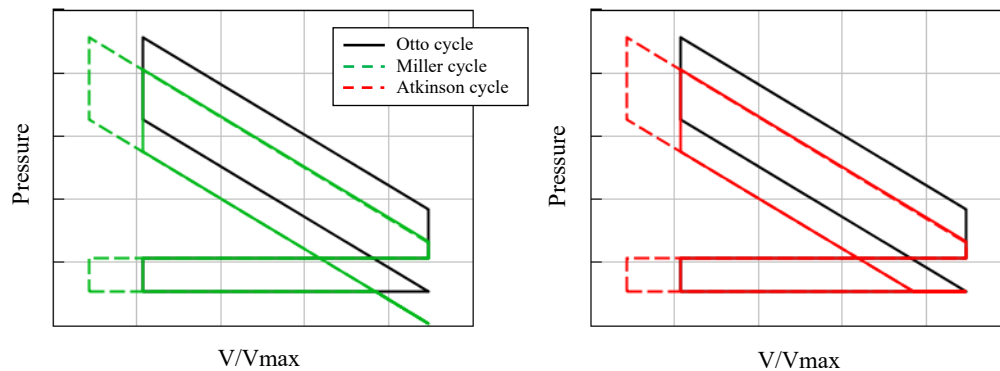 Otto cycle
Miller cycle
Atkinson cycle
Pressure
Pressure
V/Vmax
V/Vmax